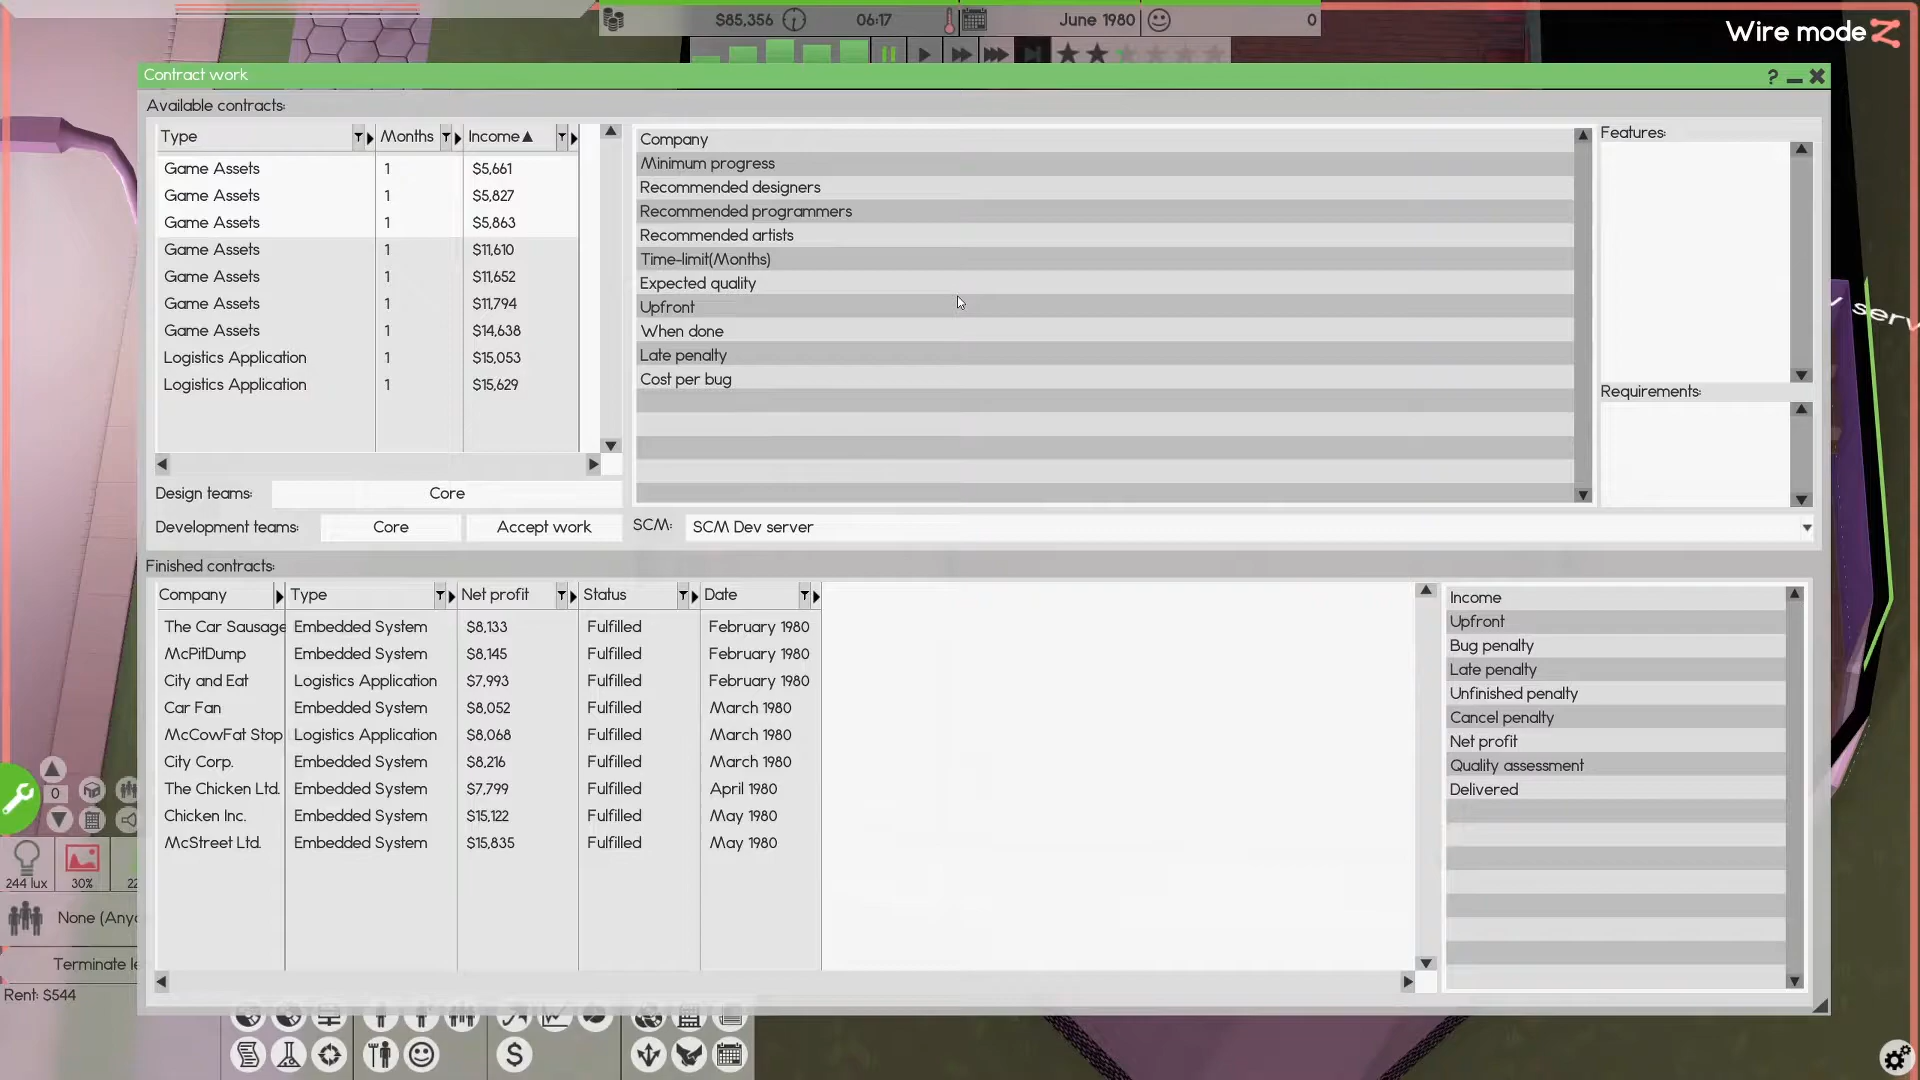 $85,356 06:17 June 1980 0
Wire mode
Contract work ?
Available contracts:
Type Months Income
Game Assets 1 $5,661
Game Assets 1 $5,827
Game Assets 1 $5,863
Game Assets 1 $11,610
Game Assets 1 $11,652
Game Assets 1 $11,794
Game Assets 1 $14,638
Logistics Application 1 $15,053
Logistics Application 1 $15,629
Company
Minimum progress
Recommended designers
Recommended programmers
Recommended artists
Time-limit(Months)
Expected quality
Upfront
When done
Late penalty
Cost per bug
Features:
Requirements:
Design teams: Core
Development teams: Core Accept work SCM: SCM Dev server
Finished contracts:
Company Type Net profit Status Date
The Car Sausage Embedded System $8,133 Fulfilled February 1980
McPitDump Embedded System $8,145 Fulfilled February 1980
City and Eat Logistics Application $7,993 Fulfilled February 1980
Car Fan Embedded System $8,052 Fulfilled March 1980
McCowFat Stop Logistics Application $8,068 Fulfilled March 1980
City Corp. Embedded System $8,216 Fulfilled March 1980
The Chicken Ltd. Embedded System $7,799 Fulfilled April 1980
Chicken Inc. Embedded System $15,122 Fulfilled May 1980
McStreet Ltd. Embedded System $15,835 Fulfilled May 1980
Income
Upfront
Bug penalty
Late penalty
Unfinished penalty
Cancel penalty
Net profit
Quality assessment
Delivered
0
244 lux 30% 22
None (Anyo
Terminate le
Rent: $544